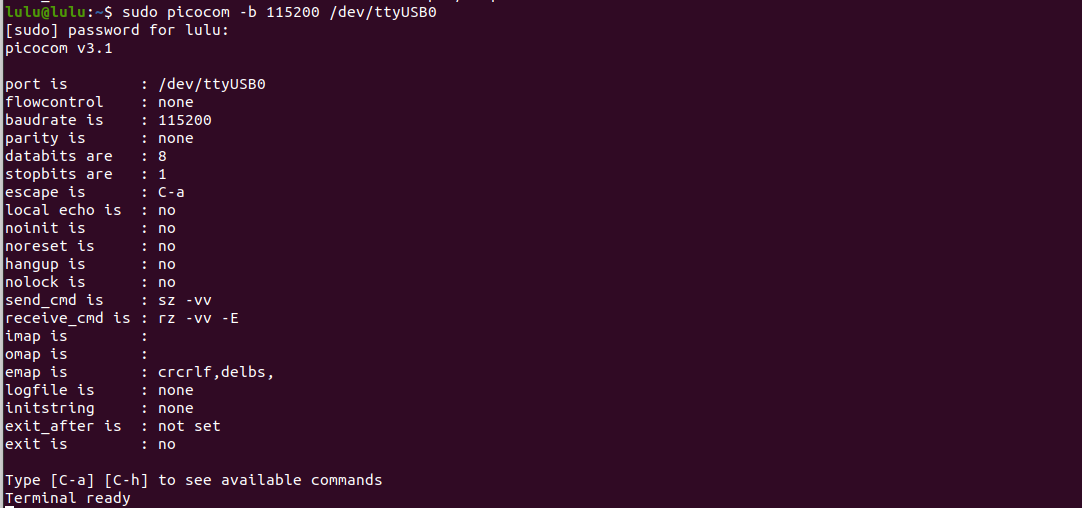 lulu@lulu:~$ sudo picocom -b 115200 /dev/ttyUSB0
[sudo] password for lulu:
picocom v3.1
port is        : /dev/ttyUSB0
flowcontrol    : none
baudrate is    : 115200
parity is      : none
databits are   : 8
stopbits are   : 1
escape is      : C-a
local echo is  : no
noinit is      : no
noreset is     : no
hangup is      : no
nolock is      : no
send_cmd is    : sz -vv
receive_cmd is : rz -vv -E
imap is        :
omap is        :
emap is        : crcrlf,delbs,
logfile is     : none
initstring     : none
exit_after is  : not set
exit is        : no
Type [C-a] [C-h] to see available commands
Terminal ready